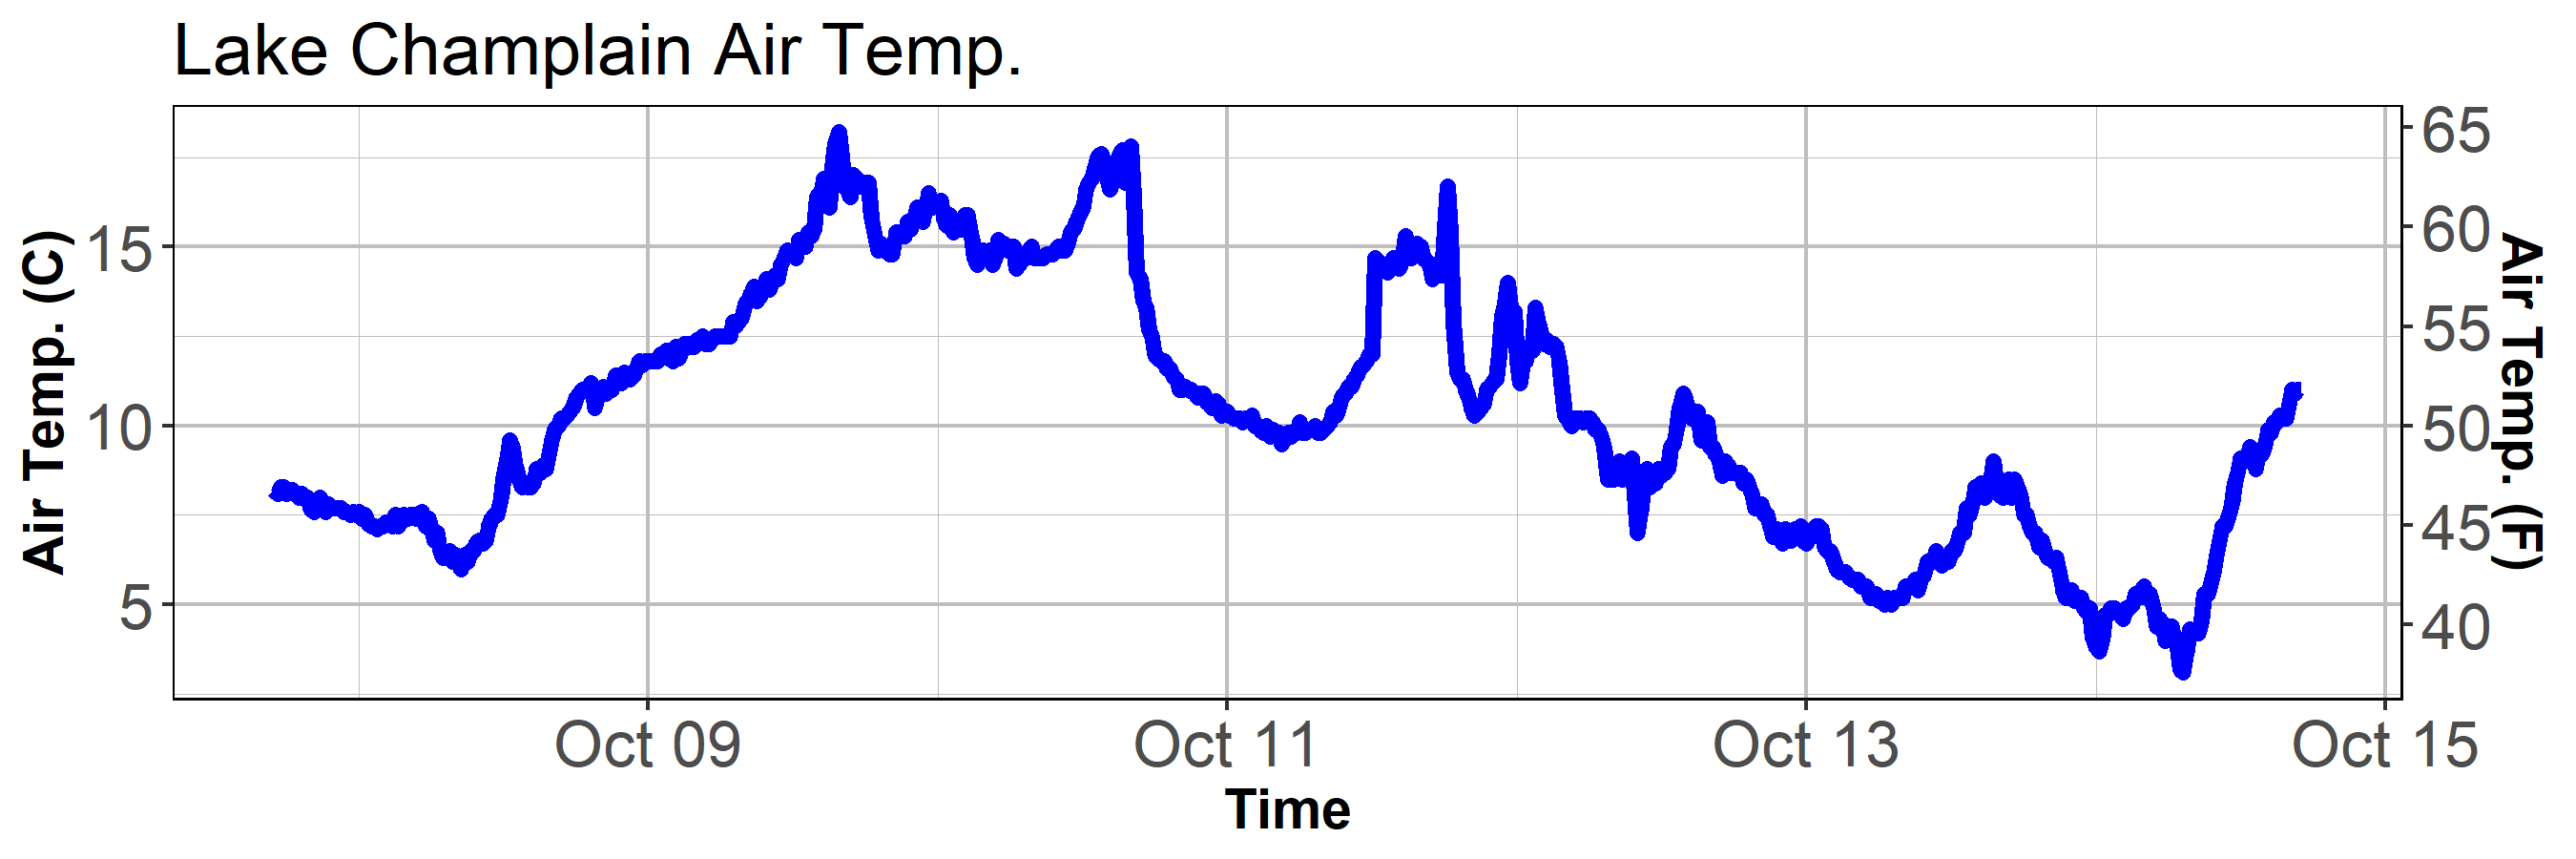 Lake Champlain Air Temp.
Air Temp. (C)
15
10
5
65
60
55
50
45
40
Air Temp. (F)
Oct 09
Oct 11
Oct 13
Oct 15
Time